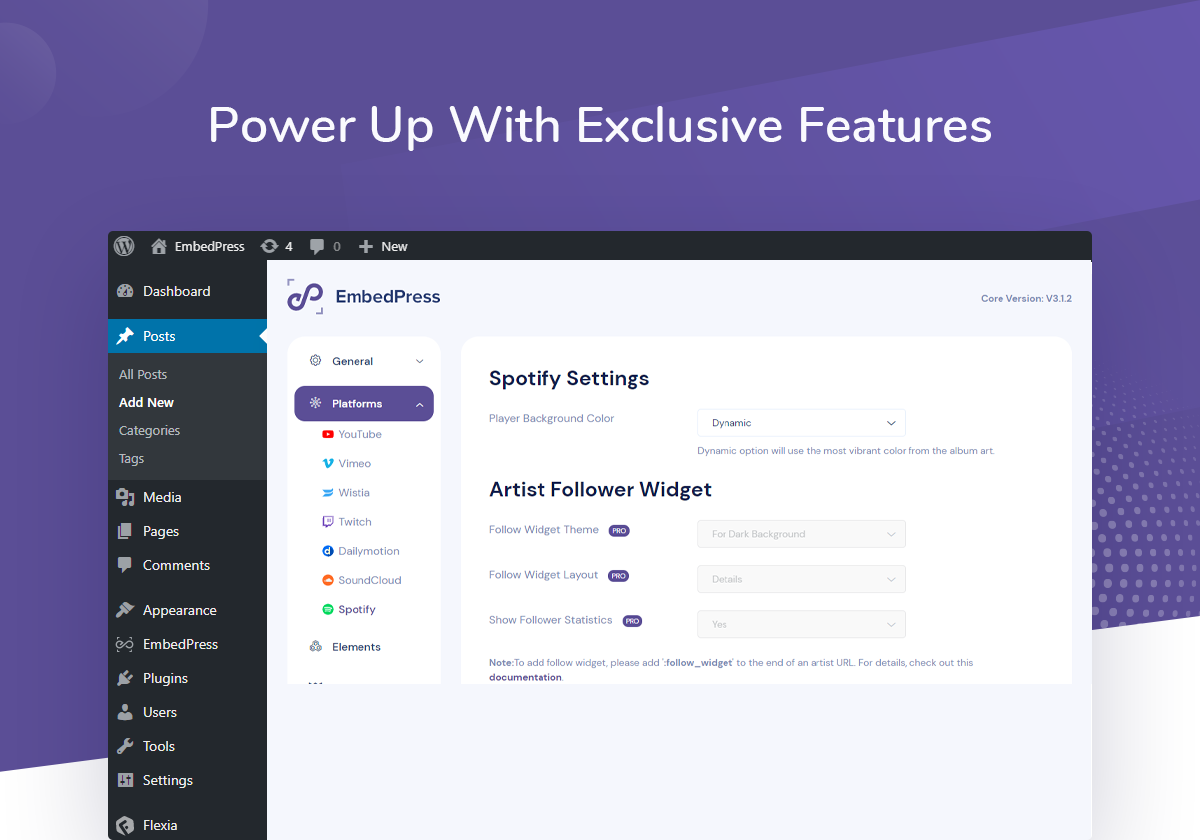 Power Up With Exclusive Features
EmbedPress 4 0 New
Dashboard
Posts
All Posts
Add New
Categories
Tags
Media
Pages
Comments
Appearance
EmbedPress
Plugins
Users
Tools
Settings
Flexia
EmbedPress
Core Version: V3.1.2
General
Platforms
YouTube
Vimeo
Wistia
Twitch
Dailymotion
SoundCloud
Spotify
Elements
Spotify Settings
Player Background Color Dynamic
Dynamic option will use the most vibrant color from the album art.
Artist Follower Widget
Follow Widget Theme PRO For Dark Background
Follow Widget Layout PRO Details
Show Follower Statistics PRO Yes
Note:To add follow widget, please add ':follow_widget' to the end of an artist URL. For details, check out this
documentation.